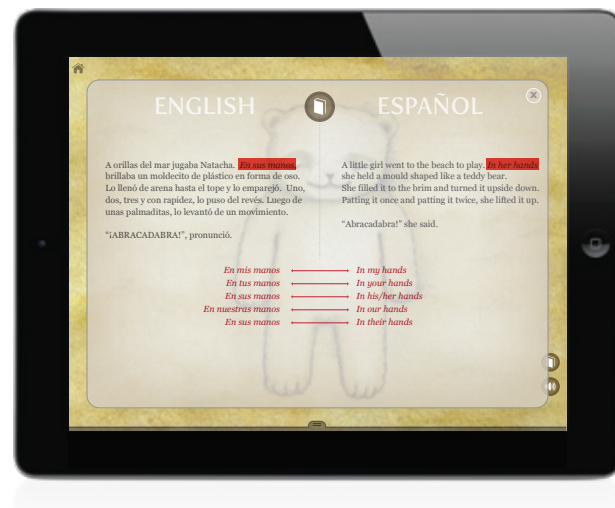 ENGLISH
ESPAÑOL
A orillas del mar jugaba Natacha. En sus manos,
brillaba un moldecito de plástico en forma de oso.
Lo llenó de arena hasta el tope y lo emparejó. Uno,
dos, tres y con rapidez, lo puso del revés. Luego de
unas palmaditas, lo levantó de un movimiento.
“¡ABRACADABRA!”, pronunció.
A little girl went to the beach to play. In her hands
she held a mould shaped like a teddy bear.
She filled it to the brim and turned it upside down.
Patting it once and patting it twice, she lifted it up.
“Abracadabra!” she said.
En mis manos In my hands
En tus manos In your hands
En sus manos In his/her hands
En nuestras manos In our hands
En sus manos In their hands